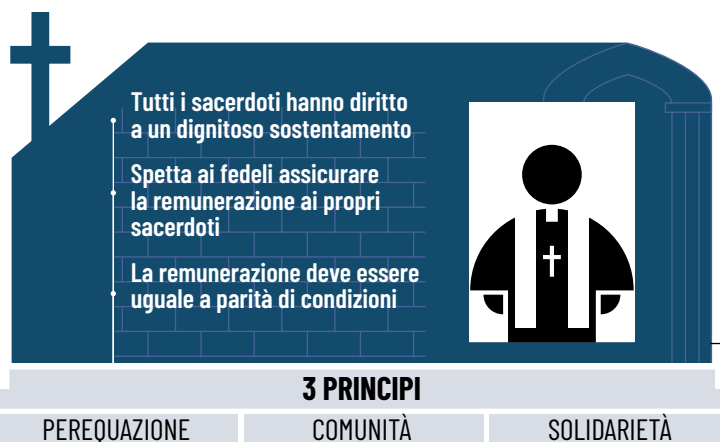 Tutti i sacerdoti hanno diritto
a un dignitoso sostentamento
Spetta ai fedeli assicurare
la remunerazione ai propri
sacerdoti
La remunerazione deve essere
uguale a parità di condizioni
3 PRINCIPI
PEREQUAZIONE
COMUNITÀ
SOLIDARIETÀ